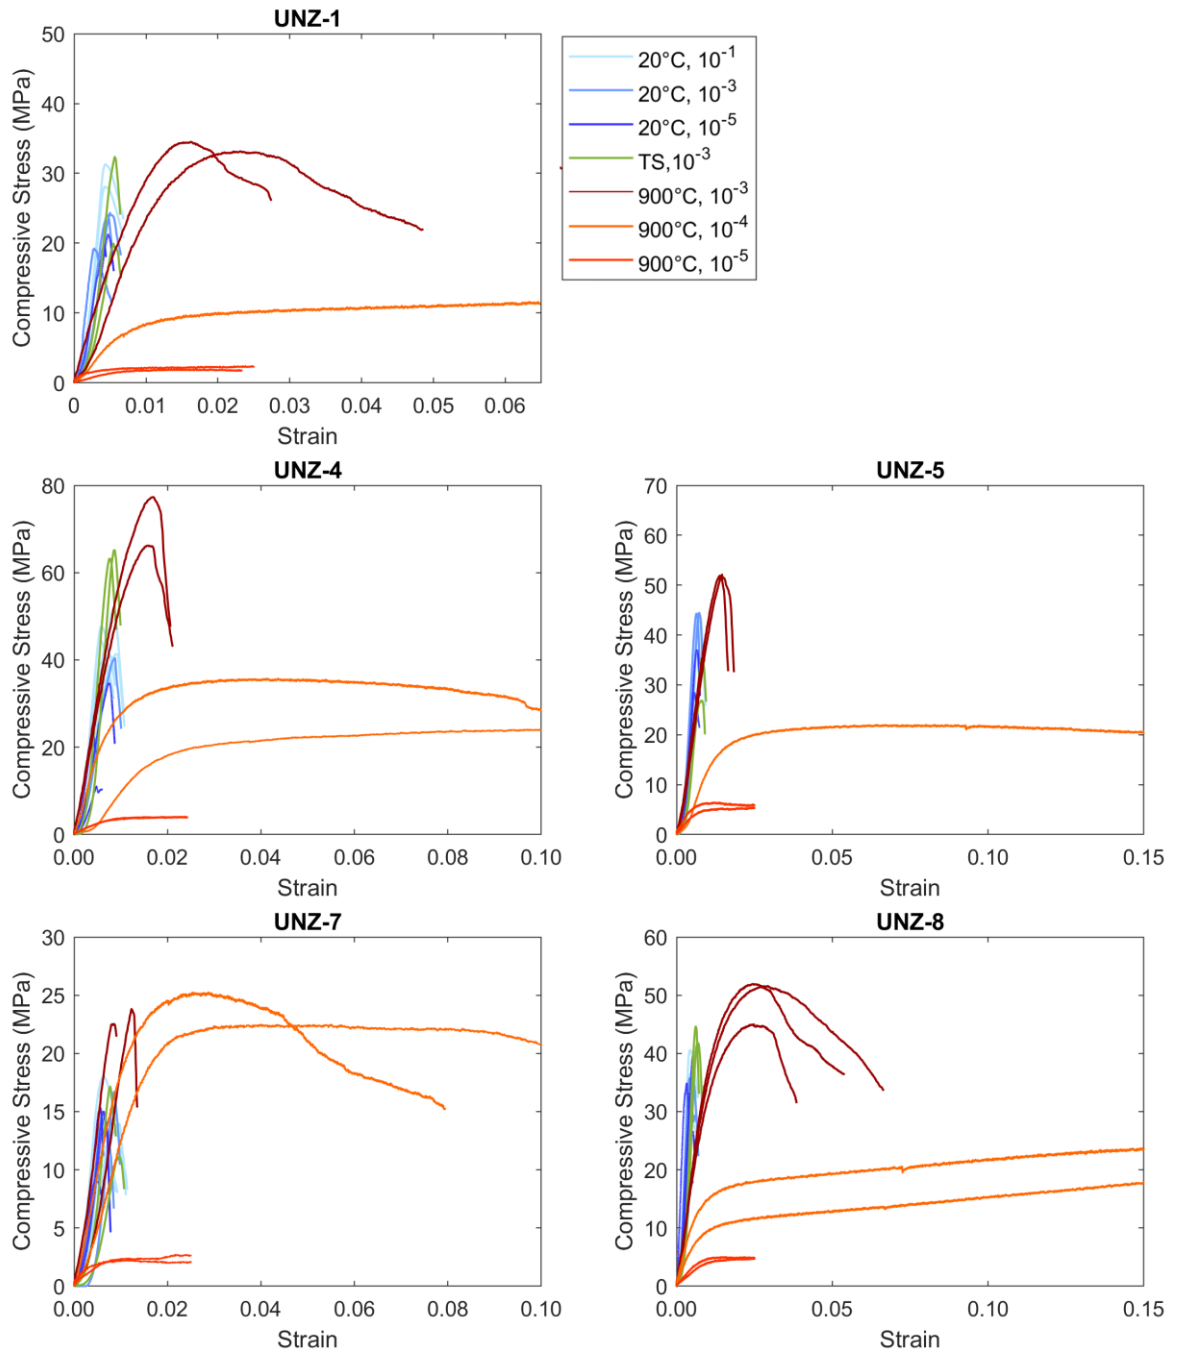 UNZ-1
50
40
30
20
10
0
Compressive Stress (MPa)
0 0.01 0.02 0.03 0.04 0.05 0.06
Strain
20°C, 10⁻¹
20°C, 10⁻³
20°C, 10⁻⁵
TS,10⁻³
900°C, 10⁻³
900°C, 10⁻⁴
900°C, 10⁻⁵
UNZ-4
80
60
40
20
0
Compressive Stress (MPa)
0.00 0.02 0.04 0.06 0.08 0.10
Strain
UNZ-5
70
60
50
40
30
20
10
0
Compressive Stress (MPa)
0.00 0.05 0.10 0.15
Strain
UNZ-7
30
25
20
15
10
5
0
Compressive Stress (MPa)
0.00 0.02 0.04 0.06 0.08 0.10
Strain
UNZ-8
60
50
40
30
20
10
0
Compressive Stress (MPa)
0.00 0.05 0.10 0.15
Strain